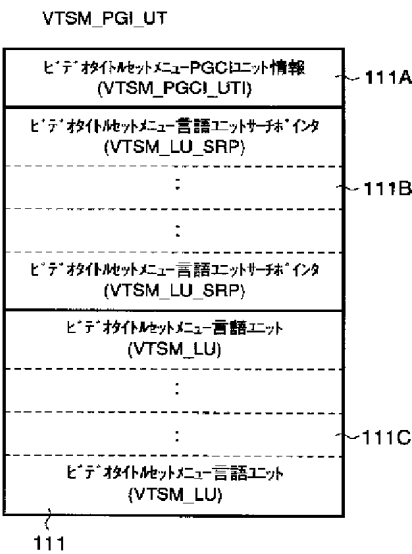 VTSM_PGI_UT
ビデオタイトルセットメニューPGCIユニット情報
(VTSM_PGCI_UTI)
111A
ビデオタイトルセットメニュー言語ユニットサーチポインタ
(VTSM_LU_SRP)
:
111B
:
ビデオタイトルセットメニュー言語ユニットサーチポインタ
(VTSM_LU_SRP)
ビデオタイトルセットメニュー言語ユニット
(VTSM_LU)
:
:
111C
ビデオタイトルセットメニュー言語ユニット
(VTSM_LU)
111